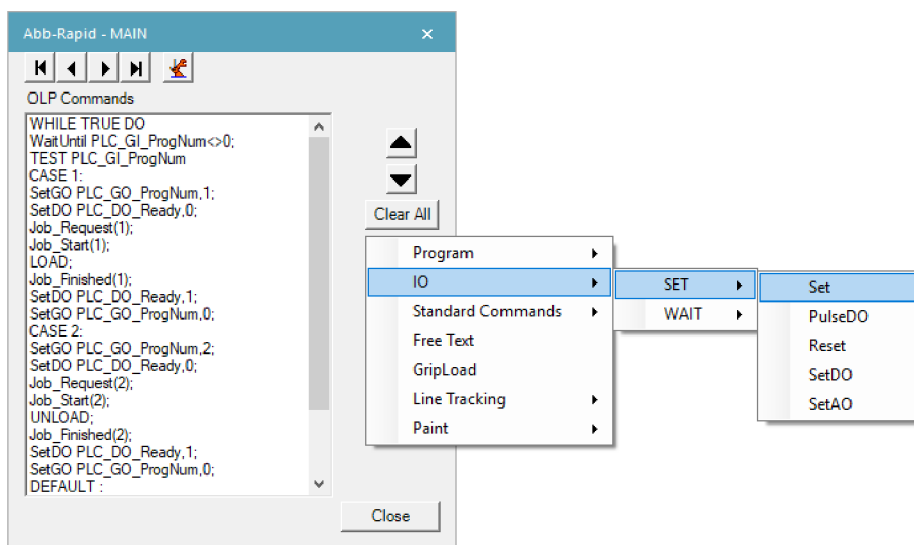 Abb-Rapid - MAIN
OLP Commands
WHILE TRUE DO
WaitUntil PLC_GI_ProgNum<>0;
TEST PLC_GI_ProgNum
CASE 1:
SetGO PLC_GO_ProgNum,1;
SetDO PLC_DO_Ready,0;
Job_Request(1);
Job_Start(1);
LOAD;
Job_Finished(1);
SetDO PLC_DO_Ready,1;
SetGO PLC_GO_ProgNum,0;
CASE 2:
SetGO PLC_GO_ProgNum,2;
SetDO PLC_DO_Ready,0;
Job_Request(2);
Job_Start(2);
UNLOAD;
Job_Finished(2);
SetDO PLC_DO_Ready,1;
SetGO PLC_GO_ProgNum,0;
DEFAULT :
Clear All
Program
IO
Standard Commands
Free Text
GripLoad
Line Tracking
Paint
SET
WAIT
Set
PulseDO
Reset
SetDO
SetAO
Close